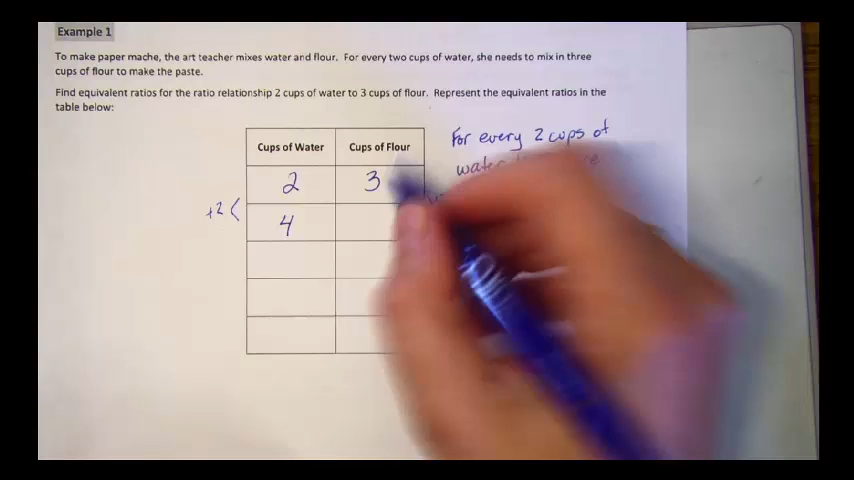 Example 1
To make paper mache, the art teacher mixes water and flour. For every two cups of water, she needs to mix in three
cups of flour to make the paste.
Find equivalent ratios for the ratio relationship 2 cups of water to 3 cups of flour. Represent the equivalent ratios in the
table below:
Cups of Water Cups of Flour
For every 2 cups of
water
2 3
+2
4